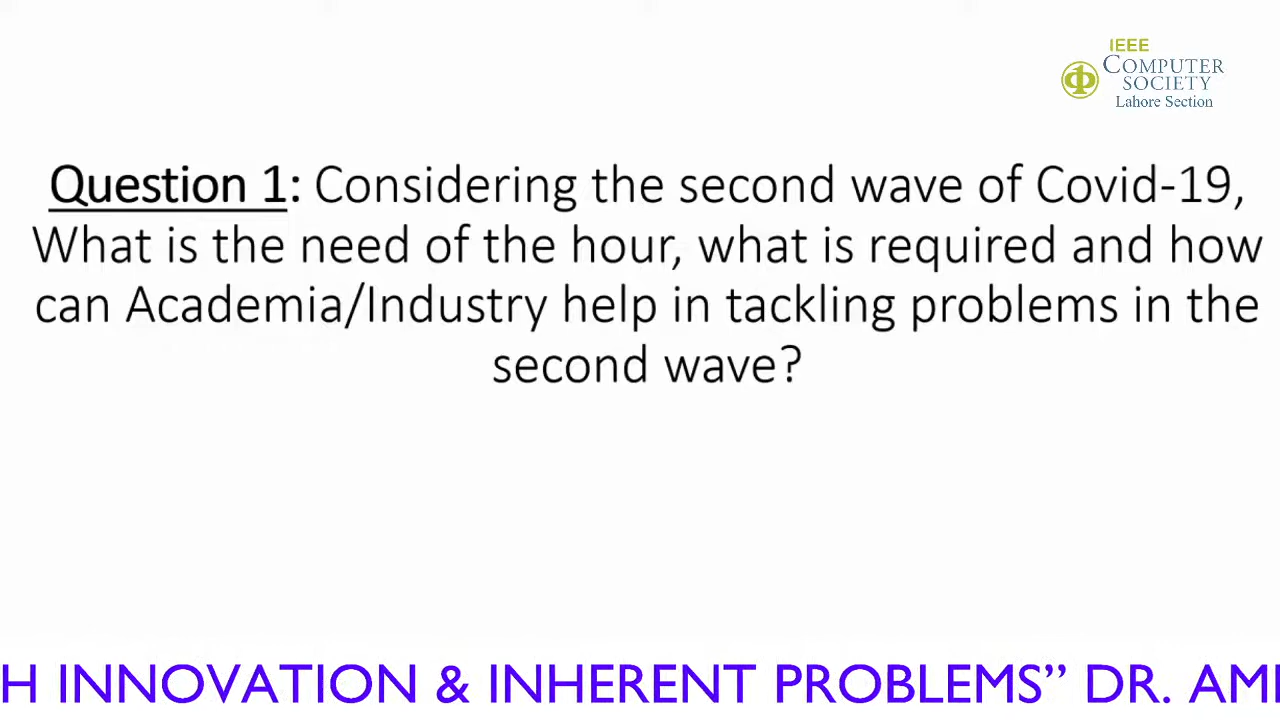 IEEE
COMPUTER
SOCIETY
Lahore Section
Question 1: Considering the second wave of Covid-19,
What is the need of the hour, what is required and how
can Academia/Industry help in tackling problems in the
second wave?
H INNOVATION & INHERENT PROBLEMS” DR. AMI